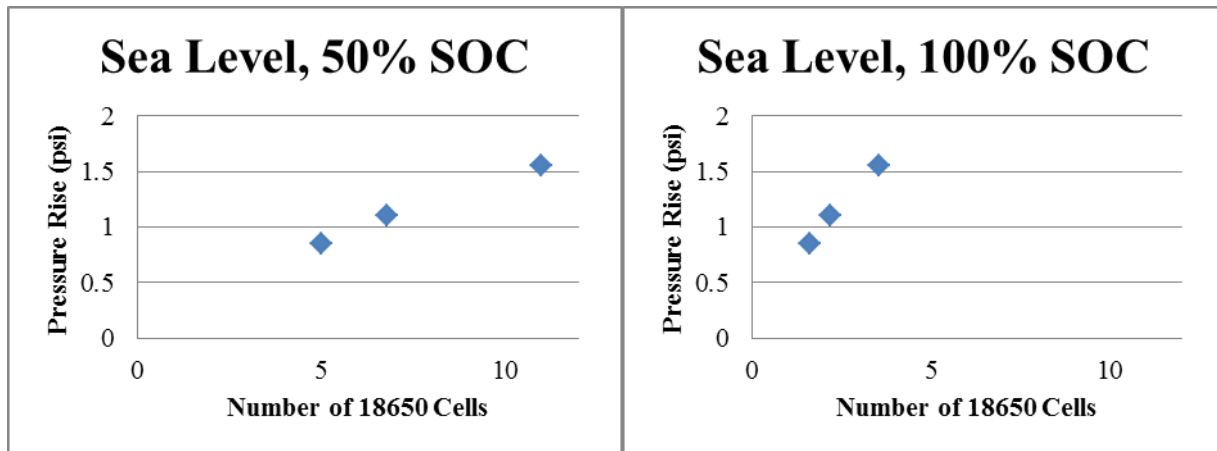 Sea Level, 50% SOC
Pressure Rise (psi)
2
1.5
1
0.5
0
0 5 10
Number of 18650 Cells
Sea Level, 100% SOC
Pressure Rise (psi)
2
1.5
1
0.5
0
0 5 10
Number of 18650 Cells